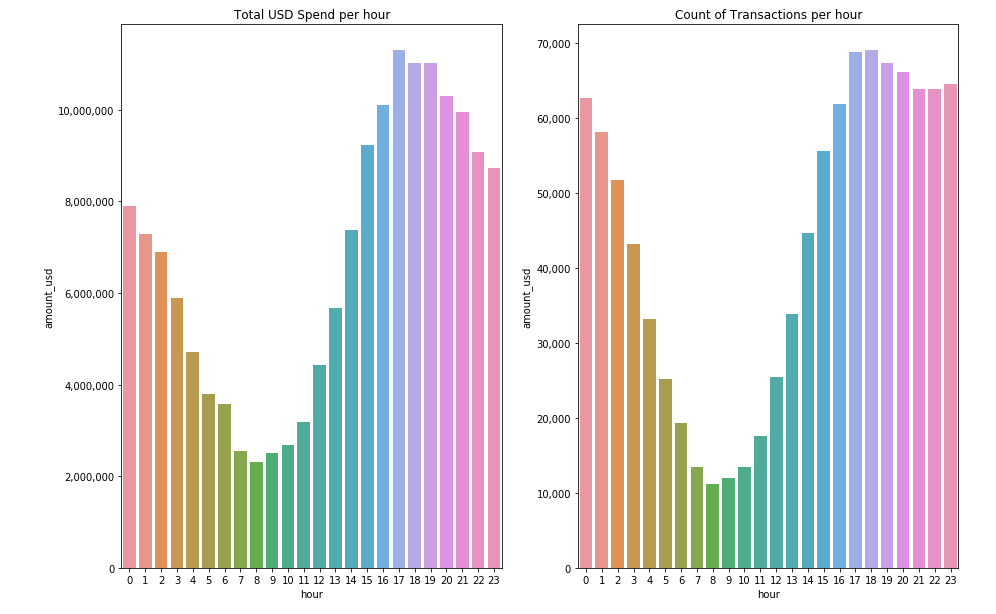 Total USD Spend per hour
amount_usd
10,000,000
8,000,000
6,000,000
4,000,000
2,000,000
0
0 1 2 3 4 5 6 7 8 9 10 11 12 13 14 15 16 17 18 19 20 21 22 23
hour
Count of Transactions per hour
amount_usd
70,000
60,000
50,000
40,000
30,000
20,000
10,000
0
0 1 2 3 4 5 6 7 8 9 10 11 12 13 14 15 16 17 18 19 20 21 22 23
hour